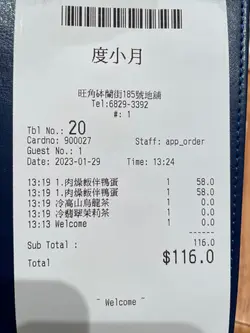 度小月
旺角砵蘭街185號地舖
Tel:6829-3392
#: 1
Tbl No.: 20
Cardno: 900027 Staff: app_order
Guest No.: 1
Date: 2023-01-29 Time: 13:24
13:19 1.肉燥飯伴鴨蛋 1 58.0
13:19 1.肉燥飯伴鴨蛋 1 58.0
13:19 冷高山烏龍茶 1 0.0
13:19 冷翡翠茉莉茶 1 0.0
13:13 Welcome 1 0.0
Sub Total : 116.0
Total $116.0
~ Welcome ~